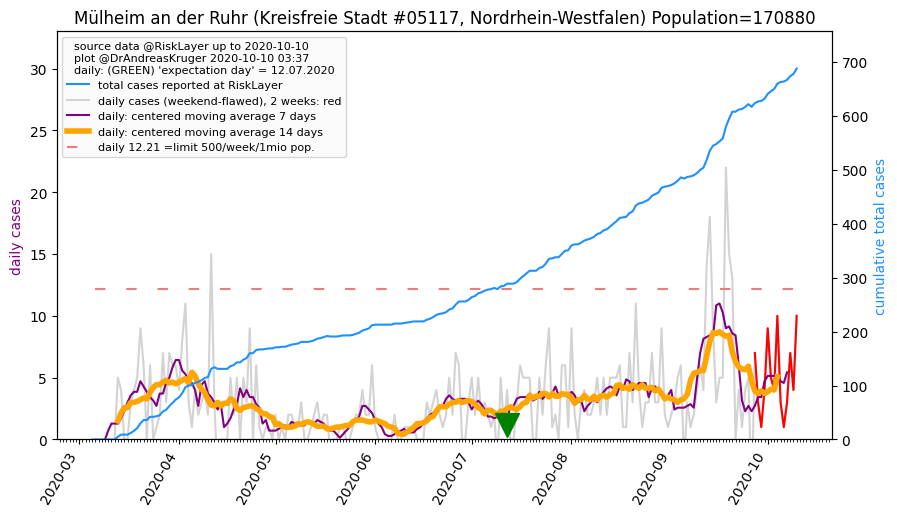 Mülheim an der Ruhr (Kreisfreie Stadt #05117, Nordrhein-Westfalen) Population=170880
source data @RiskLayer up to 2020-10-10
plot @DrAndreasKruger 2020-10-10 03:37
daily: (GREEN) 'expectation day' = 12.07.2020
total cases reported at RiskLayer
daily cases (weekend-flawed), 2 weeks: red
daily: centered moving average 7 days
daily: centered moving average 14 days
daily 12.21 =limit 500/week/1mio pop.
daily cases
30
25
20
15
10
5
0
700
600
500
400
300
200
100
0
cumulative total cases
2020-03
2020-04
2020-05
2020-06
2020-07
2020-08
2020-09
2020-10